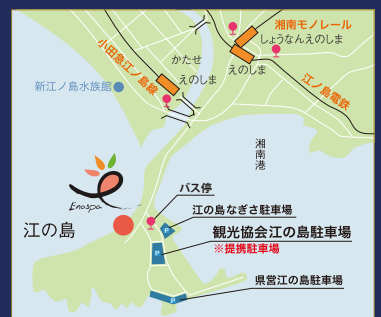 湘南モノレール
しょうなんえのしま
小田急江ノ島線
かたせ
えのしま
えのしま
新江ノ島水族館
江ノ島電鉄
湘南港
Enospa
バス停
江の島なぎさ駐車場
江の島
P
観光協会江の島駐車場
※提携駐車場
P
県営江の島駐車場
P